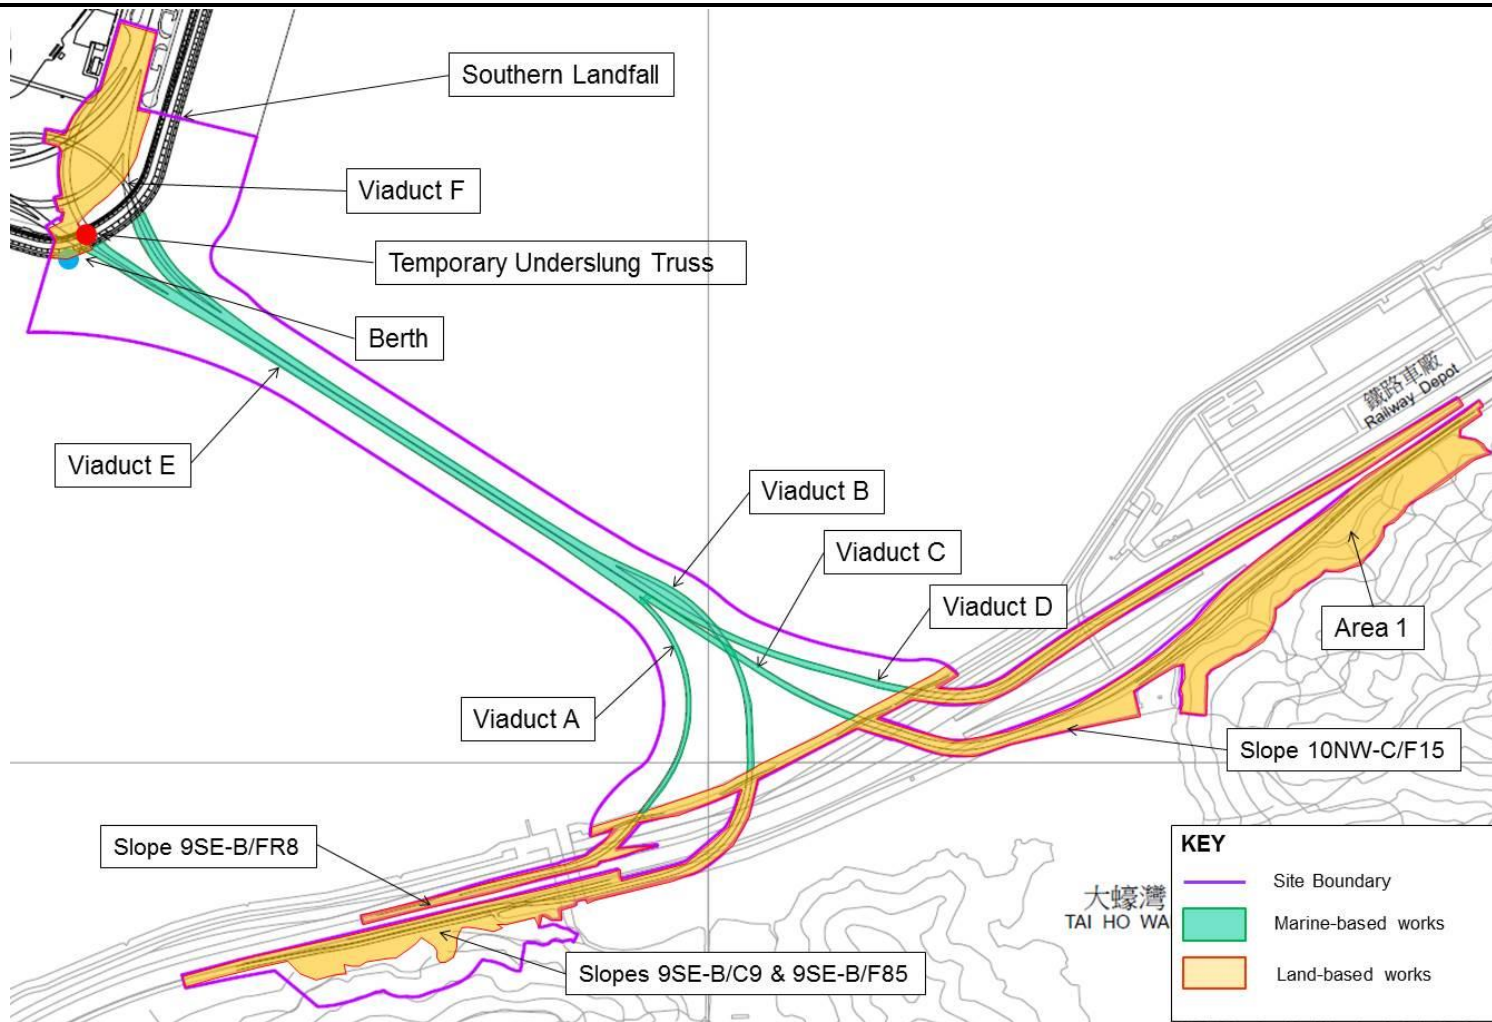 Southern Landfall
Viaduct F
Temporary Underslung Truss
Berth
Viaduct E
Viaduct B
Viaduct C
Viaduct D
鐵路車廠
Railway Depot
Area 1
Viaduct A
Slope 10NW-C/F15
Slope 9SE-B/FR8
大蠔灣
TAI HO WA
Slopes 9SE-B/C9 & 9SE-B/F85
KEY
Site Boundary
Marine-based works
Land-based works